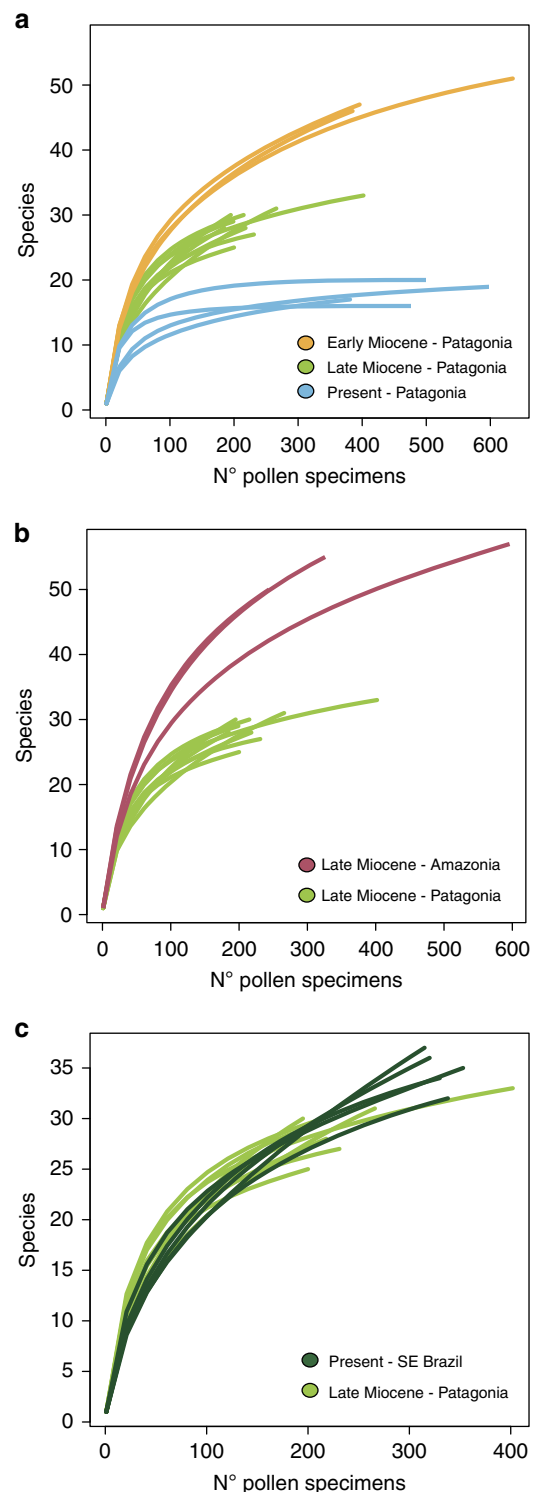 a
50
40
30
20
10
0
Species
Early Miocene - Patagonia
Late Miocene - Patagonia
Present - Patagonia
0 100 200 300 400 500 600
N° pollen specimens
b
50
40
30
20
10
0
Species
Late Miocene - Amazonia
Late Miocene - Patagonia
0 100 200 300 400 500 600
N° pollen specimens
c
35
30
25
20
15
10
5
0
Species
Present - SE Brazil
Late Miocene - Patagonia
0 100 200 300 400
N° pollen specimens